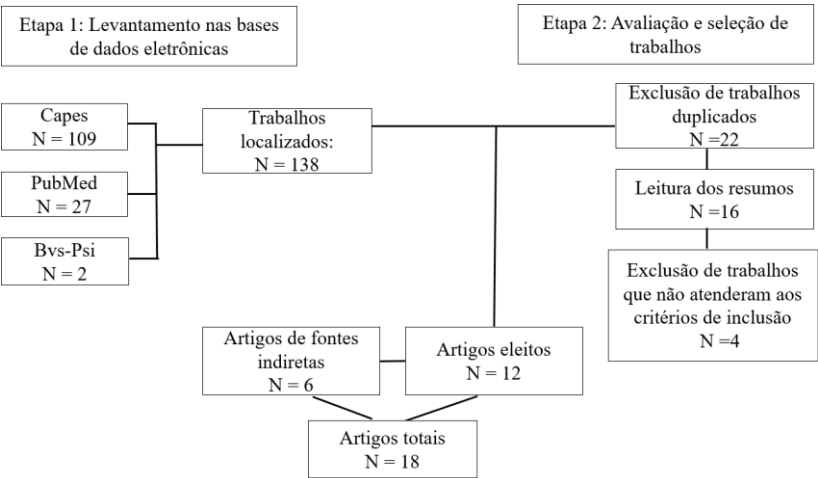 Etapa 1: Levantamento nas bases
de dados eletrônicas
Etapa 2: Avaliação e seleção de
trabalhos
Capes
N = 109
PubMed
N = 27
Bvs-Psi
N = 2
Trabalhos
localizados:
N = 138
Exclusão de trabalhos
duplicados
N =22
Leitura dos resumos
N =16
Exclusão de trabalhos
que não atenderam aos
critérios de inclusão
N =4
Artigos de fontes
indiretas
N = 6
Artigos eleitos
N = 12
Artigos totais
N = 18